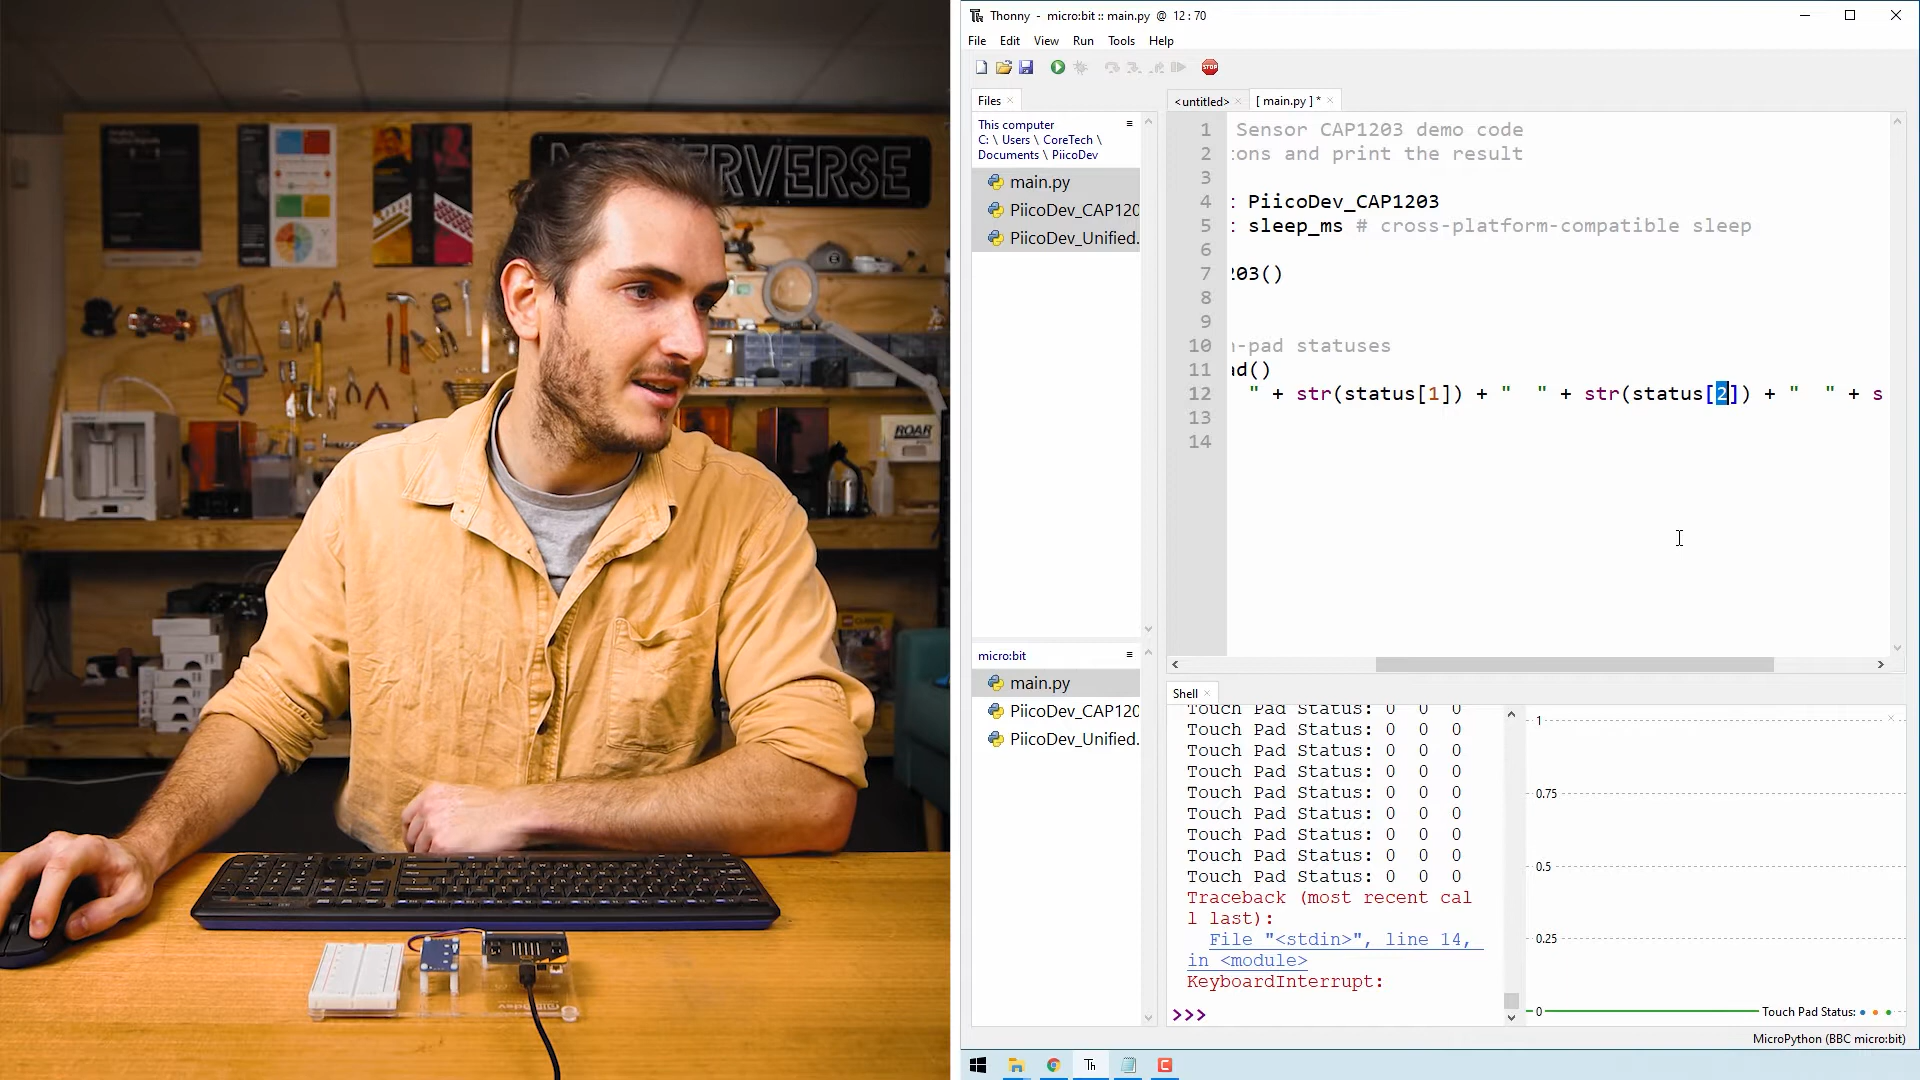 Thonny - micro:bit :: main.py @ 12 : 70
File Edit View Run Tools Help
STOP
Files
<untitled>
[ main.py ] *
This computer
C: \ Users \ CoreTech \
Documents \ PiicoDev
main.py
PiicoDev_CAP120
PiicoDev_Unified.
1 Sensor CAP1203 demo code
2 ons and print the result
3
4 : PiicoDev_CAP1203
5 : sleep_ms # cross-platform-compatible sleep
6
7 203()
8
9
10 h-pad statuses
11 ad()
12 " + str(status[1]) + "  " + str(status[2]) + "  " + s
13
14
micro:bit
main.py
PiicoDev_CAP120
PiicoDev_Unified.
Shell
Touch Pad Status: 0 0 0
Touch Pad Status: 0 0 0
Touch Pad Status: 0 0 0
Touch Pad Status: 0 0 0
Touch Pad Status: 0 0 0
Touch Pad Status: 0 0 0
Touch Pad Status: 0 0 0
Touch Pad Status: 0 0 0
Touch Pad Status: 0 0 0
Traceback (most recent cal
l last):
File "<stdin>", line 14,
in <module>
KeyboardInterrupt:
>>>
1
0.75
0.5
0.25
0
Touch Pad Status:
MicroPython (BBC micro:bit)
Th
ROAR
LEGO